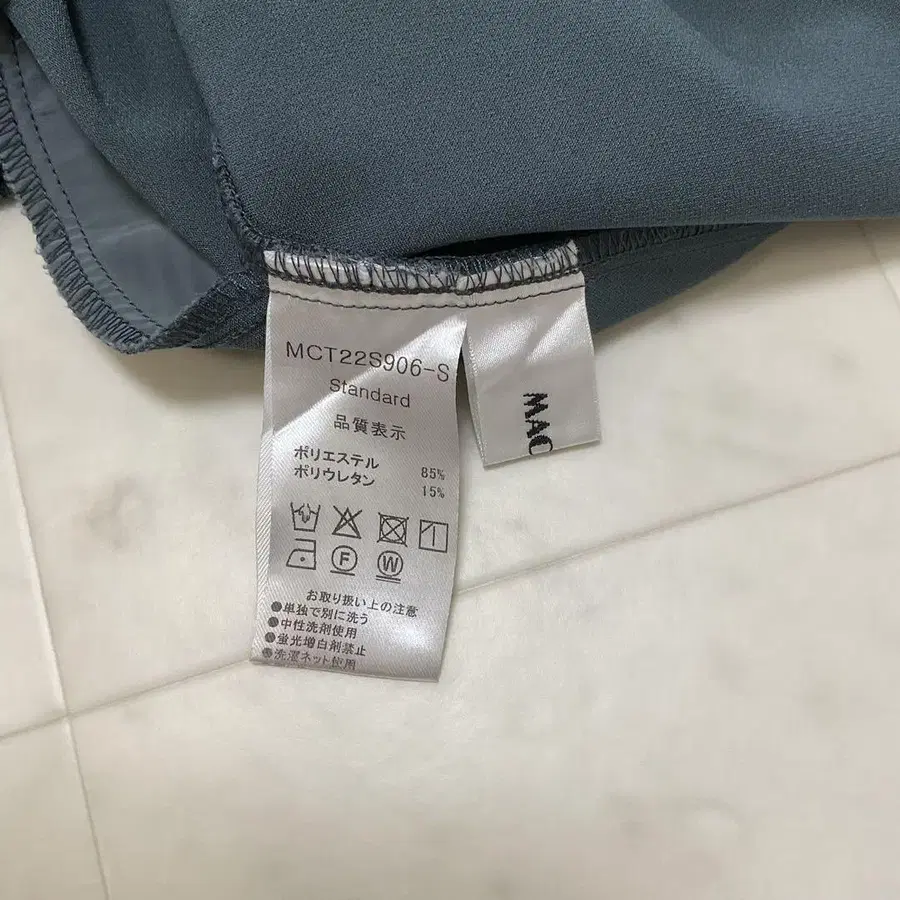 MCT22S906-S
Standard
品質表示
ポリエステル 85%
ポリウレタン 15%
F W
お取り扱い上の注意
●単独で別に洗う
●中性洗剤使用
●蛍光増白剤禁止
●洗濯ネット使用
MAC